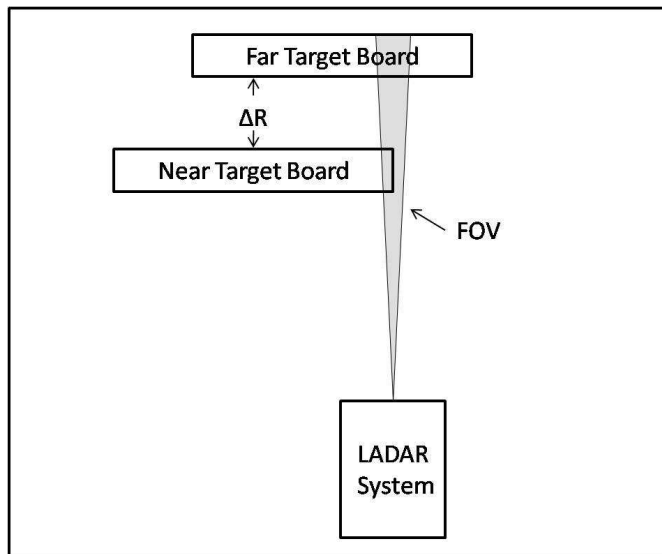 Far Target Board
ΔR
Near Target Board
FOV
LADAR
System